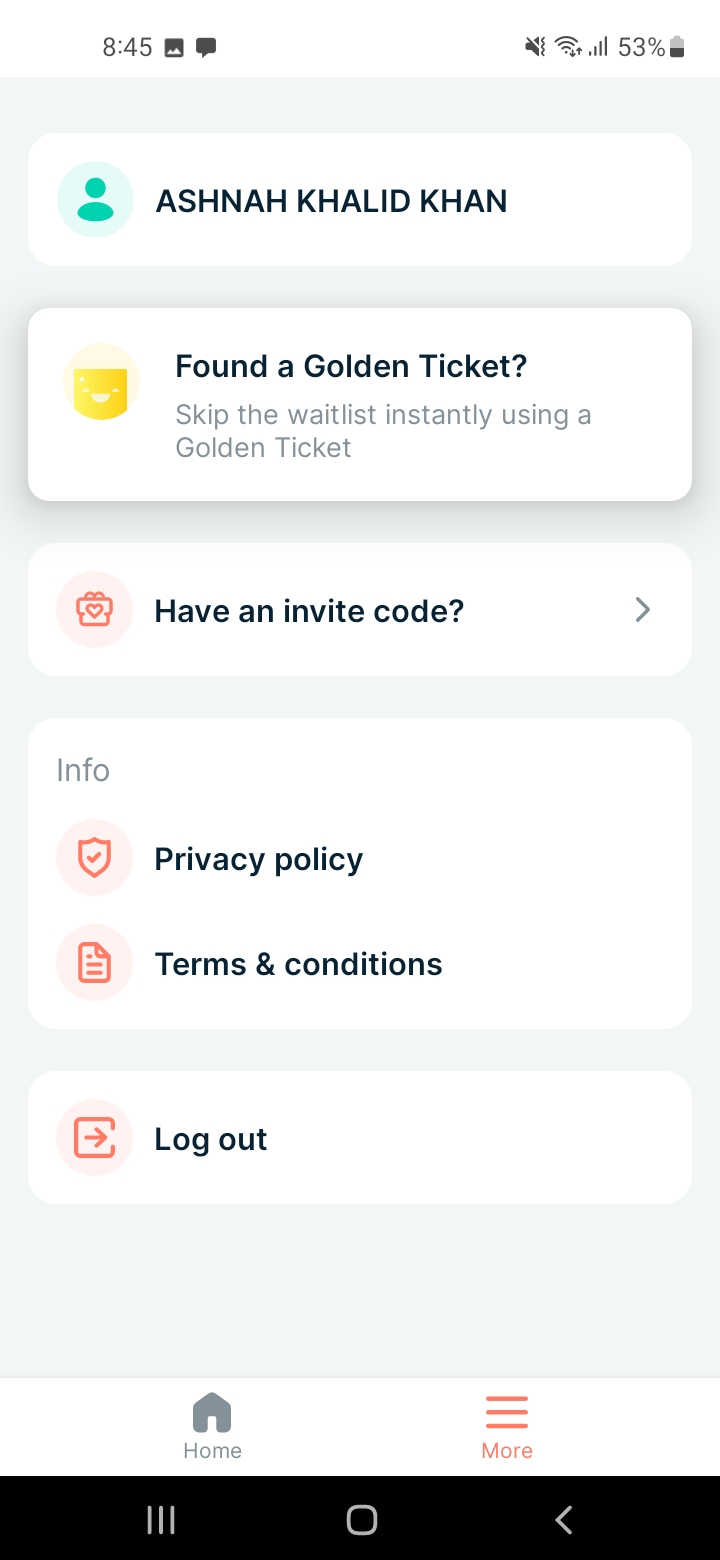 8:45
53%
ASHNAH KHALID KHAN
Found a Golden Ticket?
Skip the waitlist instantly using a
Golden Ticket
Have an invite code?
Info
Privacy policy
Terms & conditions
Log out
Home
More